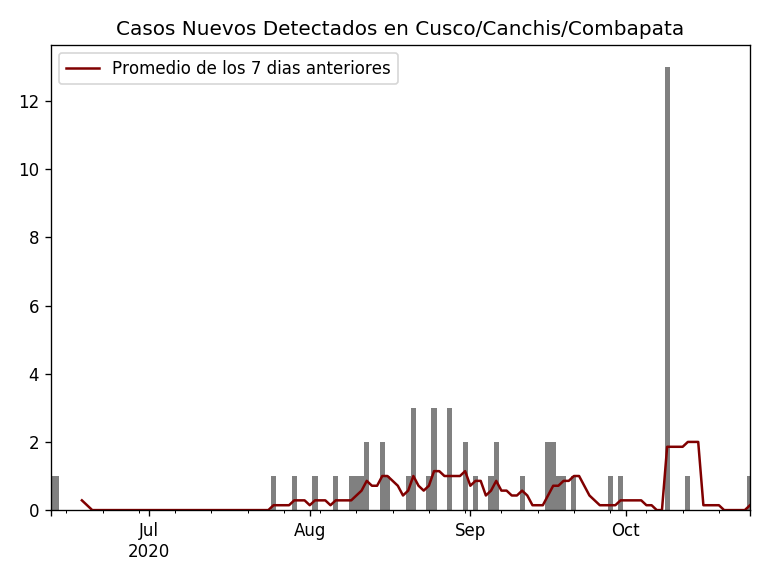 Casos Nuevos Detectados en Cusco/Canchis/Combapata
Promedio de los 7 dias anteriores
12
10
8
6
4
2
0
Jul
2020
Aug
Sep
Oct